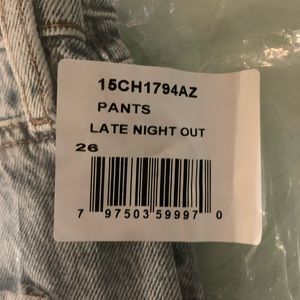 15CH1794AZ
PANTS
LATE NIGHT OUT
26
7 97503 59997 0